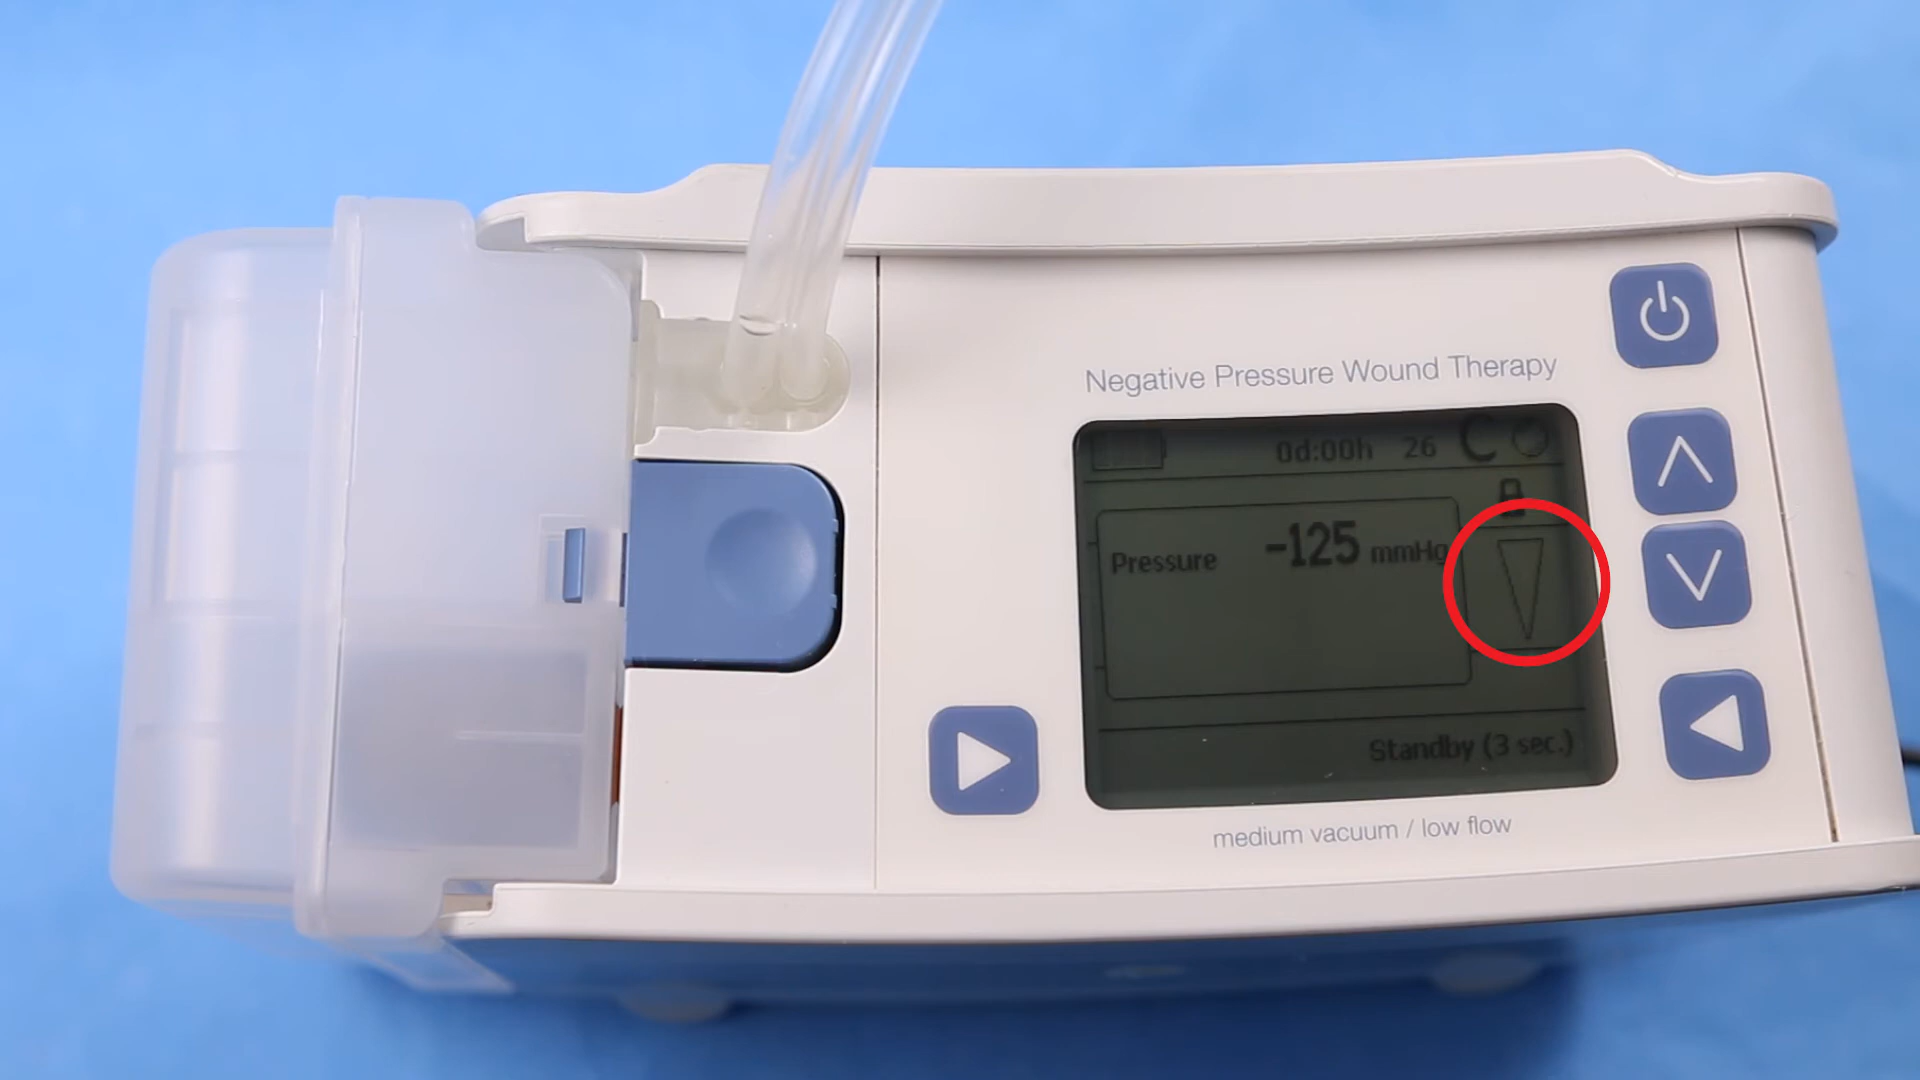 Negative Pressure Wound Therapy
0d:00h 26
Pressure -125 mmHg
Standby (3 sec.)
medium vacuum / low flow